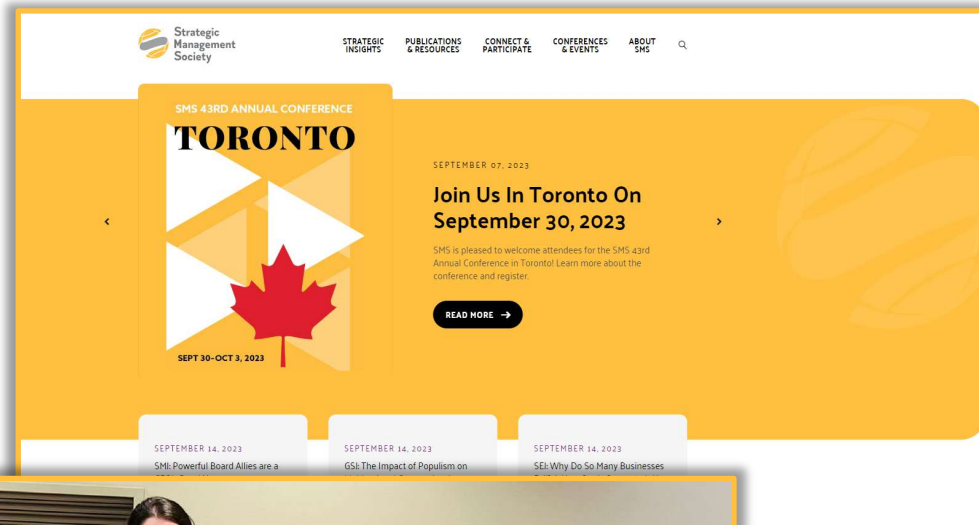 Strategic
Management
Society
STRATEGIC
INSIGHTS
PUBLICATIONS
& RESOURCES
CONNECT &
PARTICIPATE
CONFERENCES
& EVENTS
ABOUT
SMS
SMS 43RD ANNUAL CONFERENCE
TORONTO
SEPT 30-OCT 3, 2023
SEPTEMBER 07, 2023
Join Us In Toronto On
September 30, 2023
SMS is pleased to welcome attendees for the SMS 43rd
Annual Conference in Toronto! Learn more about the
conference and register.
READ MORE →
SEPTEMBER 14, 2023
SMJ: Powerful Board Allies are a
SEPTEMBER 14, 2023
GSJ: The Impact of Populism on
SEPTEMBER 14, 2023
SEJ: Why Do So Many Businesses